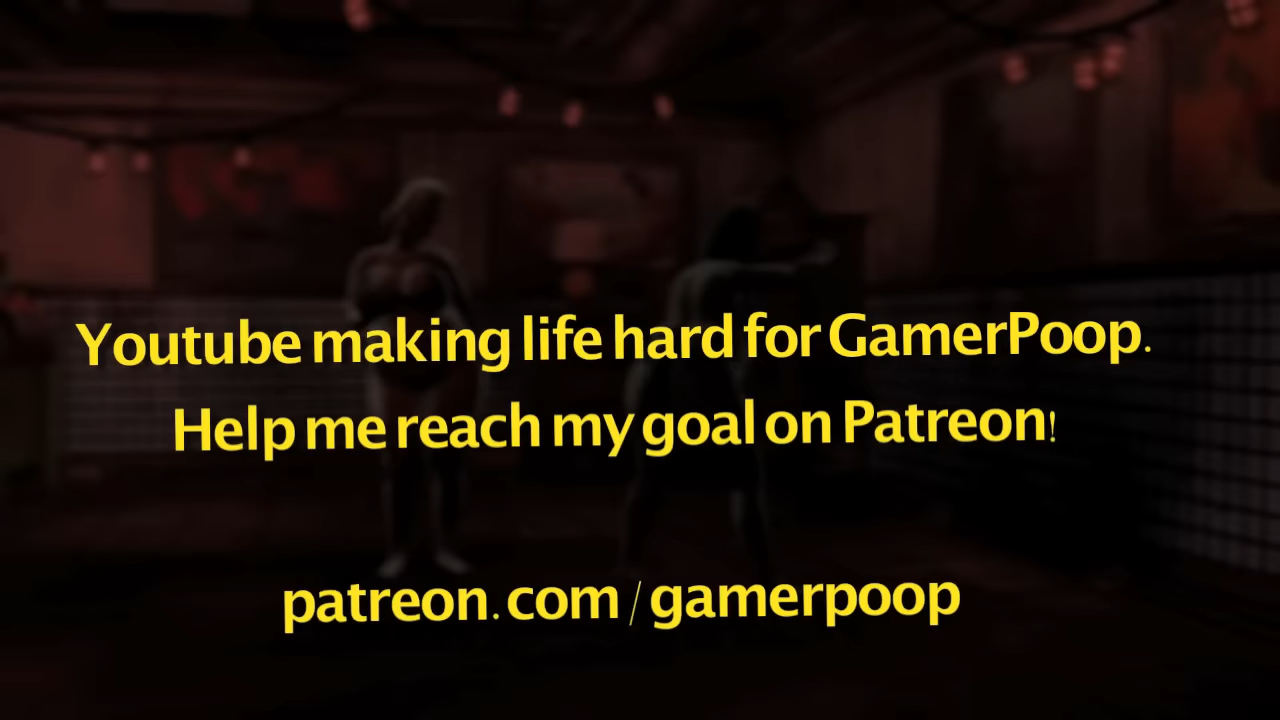 Youtube making life hard for GamerPoop.
Help me reach my goal on Patreon!
patreon.com/gamerpoop